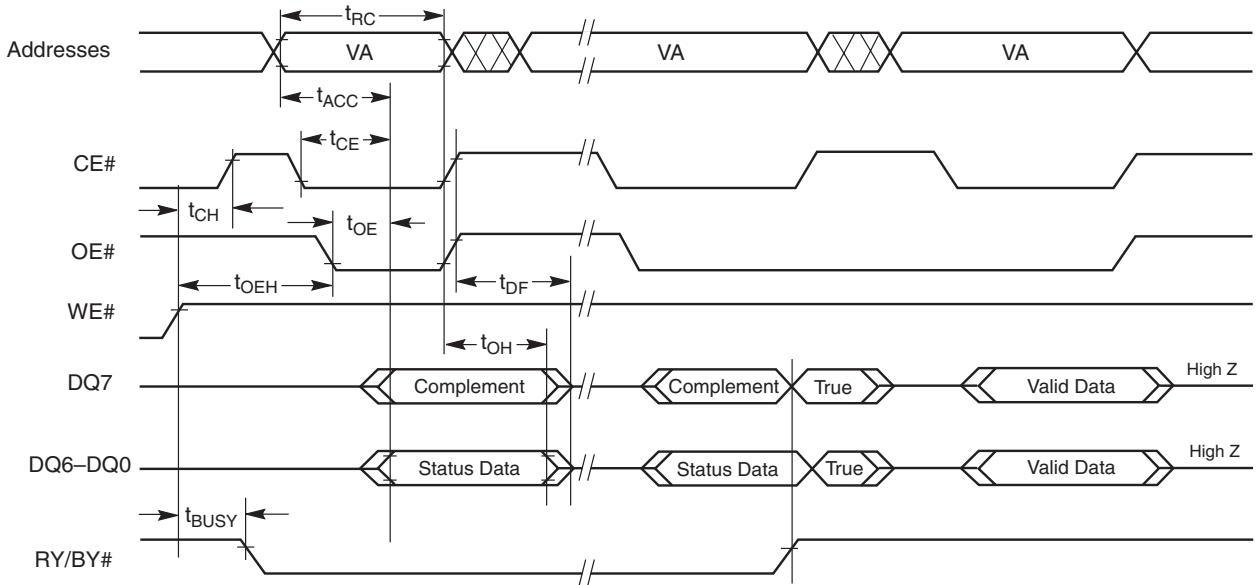 tRC
Addresses VA VA VA
tACC
tCE
CE#
tCH tOE
OE#
tOEH tDF
WE#
tOH
DQ7 Complement Complement True Valid Data High Z
DQ6–DQ0 Status Data Status Data True Valid Data High Z
tBUSY
RY/BY#